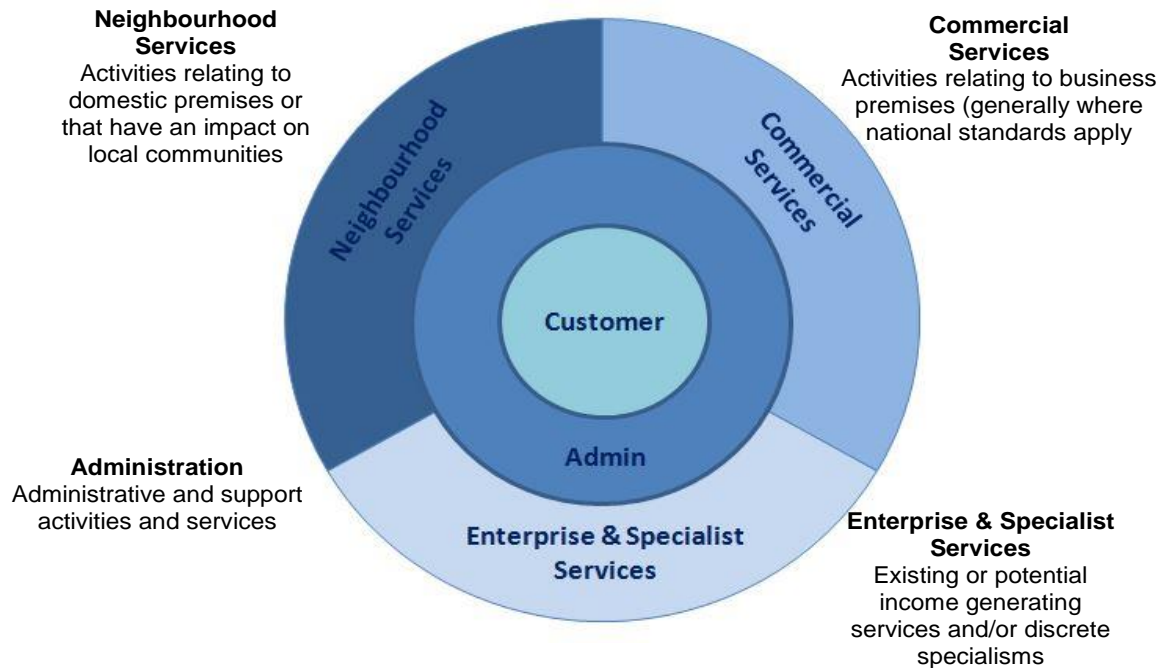 Neighbourhood
Services
Activities relating to
domestic premises or
that have an impact on
local communities
Commercial
Services
Activities relating to business
premises (generally where
national standards apply
Neighbourhood
Services
Commercial
Services
Customer
Admin
Enterprise & Specialist
Services
Administration
Administrative and support
activities and services
Enterprise & Specialist
Services
Existing or potential
income generating
services and/or discrete
specialisms